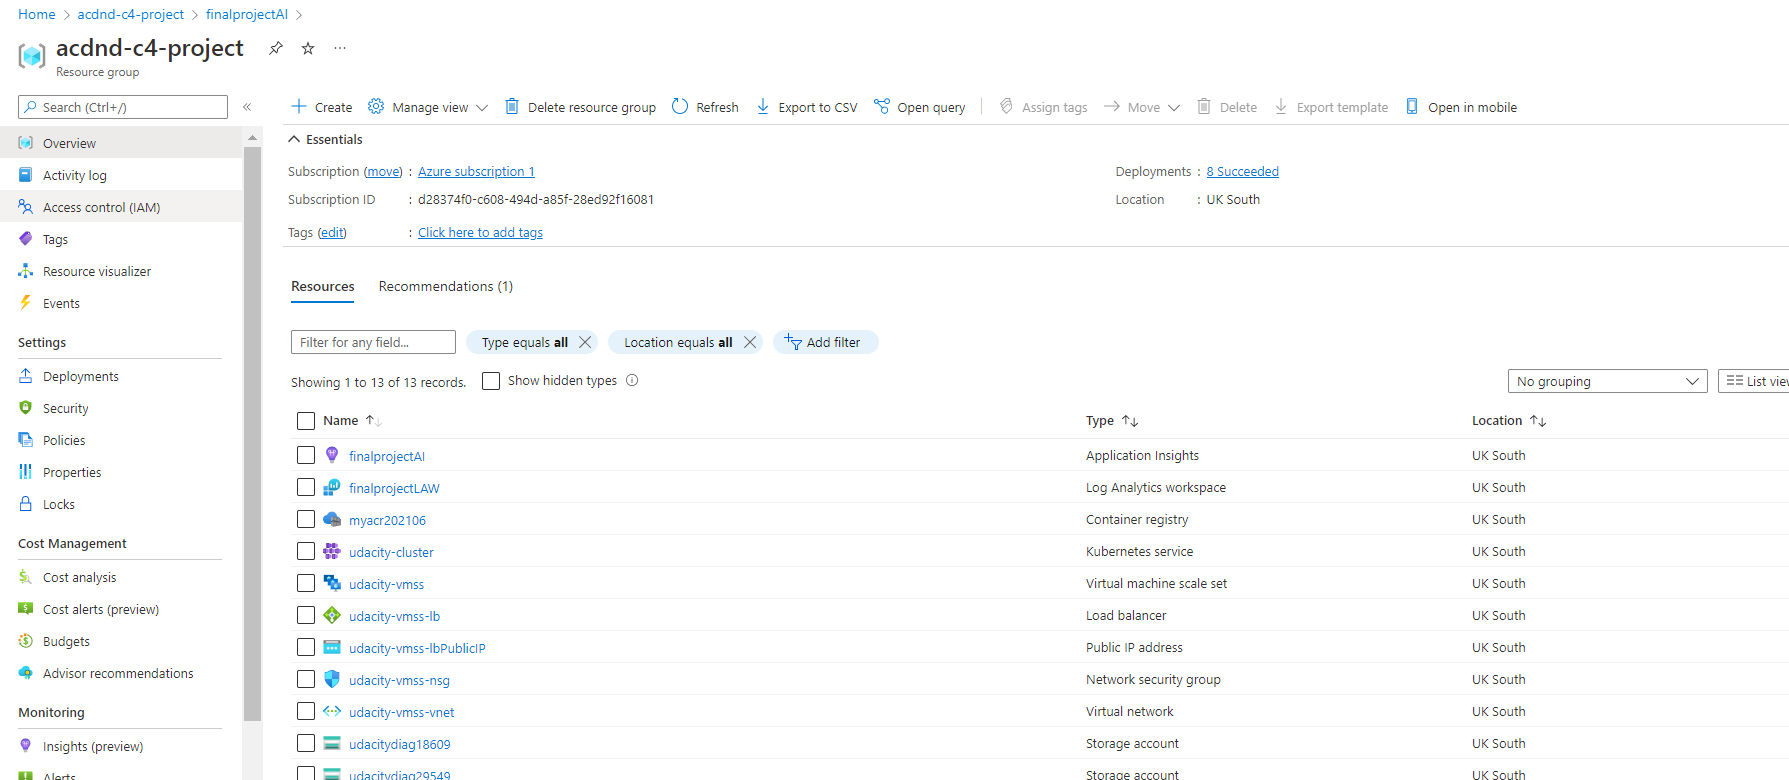 Home > acdnd-c4-project > finalprojectAI >
acdnd-c4-project
Resource group
Search (Ctrl+/)
«
Create
Manage view
Delete resource group
Refresh
Export to CSV
Open query
Assign tags
Move
Delete
Export template
Open in mobile
Overview
Activity log
Access control (IAM)
Tags
Resource visualizer
Events
Settings
Deployments
Security
Policies
Properties
Locks
Cost Management
Cost analysis
Cost alerts (preview)
Budgets
Advisor recommendations
Monitoring
Insights (preview)
Alerts
Essentials
Subscription (move) : Azure subscription 1
Deployments : 8 Succeeded
Subscription ID : d28374f0-c608-494d-a85f-28ed92f16081
Location : UK South
Tags (edit) : Click here to add tags
Resources Recommendations (1)
Filter for any field...
Type equals all
Location equals all
Add filter
Showing 1 to 13 of 13 records.
Show hidden types
No grouping
List view
Name Type Location
finalprojectAI Application Insights UK South
finalprojectLAW Log Analytics workspace UK South
myacr202106 Container registry UK South
udacity-cluster Kubernetes service UK South
udacity-vmss Virtual machine scale set UK South
udacity-vmss-lb Load balancer UK South
udacity-vmss-lbPublicIP Public IP address UK South
udacity-vmss-nsg Network security group UK South
udacity-vmss-vnet Virtual network UK South
udacitydiag18609 Storage account UK South
udacitydiag29549 Storage account UK South